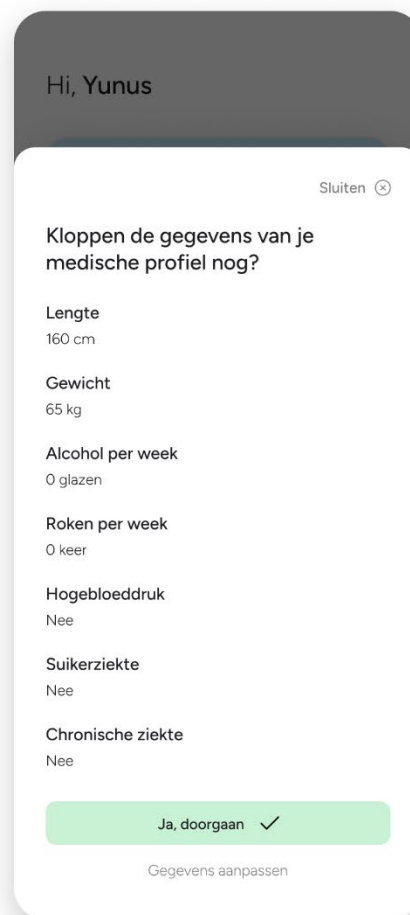 Hi, Yunus
Sluiten
Kloppen de gegevens van je
medische profiel nog?
Lengte
160 cm
Gewicht
65 kg
Alcohol per week
0 glazen
Roken per week
0 keer
Hogebloeddruk
Nee
Suikerziekte
Nee
Chronische ziekte
Nee
Ja, doorgaan
Gegevens aanpassen